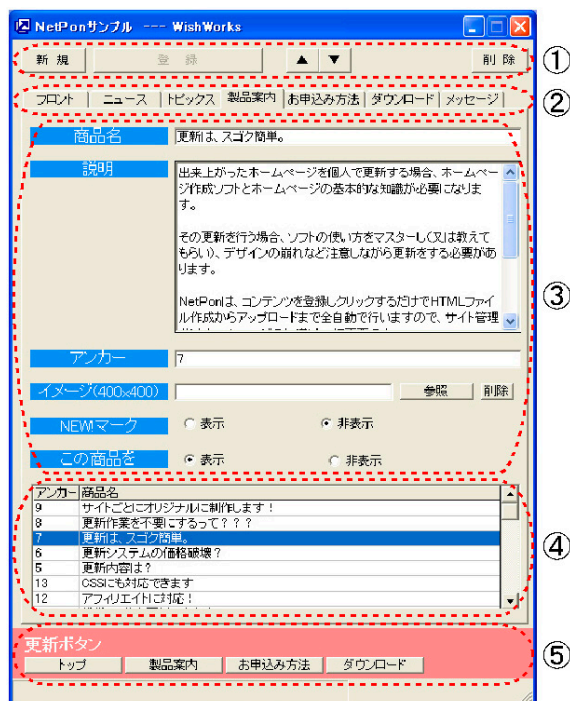 NetPonサンプル --- WishWorks
新 規 登 録 ▲ ▼ 削 除 ①
フロント ニュース トピックス 製品案内 お申込み方法 ダウンロード メッセージ ②
商品名 更新は、スゴク簡単。
説明 出来上がったホームページを個人で更新する場合、ホームペー
ジ作成ソフトとホームページの基本的な知識が必要になりま
す。
その更新を行う場合、ソフトの使い方をマスターし(又は教えて
もらい)、デザインの崩れなど注意しながら更新をする必要があ
ります。
NetPonは、コンテンツを登録しクリックするだけでHTMLファイ ③
ル作成からアップロードまで全自動で行いますので、サイト管理
アンカー 7
イメージ(400x400) 参照 削除
NEWマーク 表示 非表示
この商品を 表示 非表示
アンカー 商品名
9 サイトごとにオリジナルに制作します!
8 更新作業を不要にするって???
7 更新は、スゴク簡単。 ④
6 更新システムの価格破壊?
5 更新内容は?
13 CSSにも対応できます
12 アフィリエイトに対応!
更新ボタン
トップ 製品案内 お申込み方法 ダウンロード ⑤